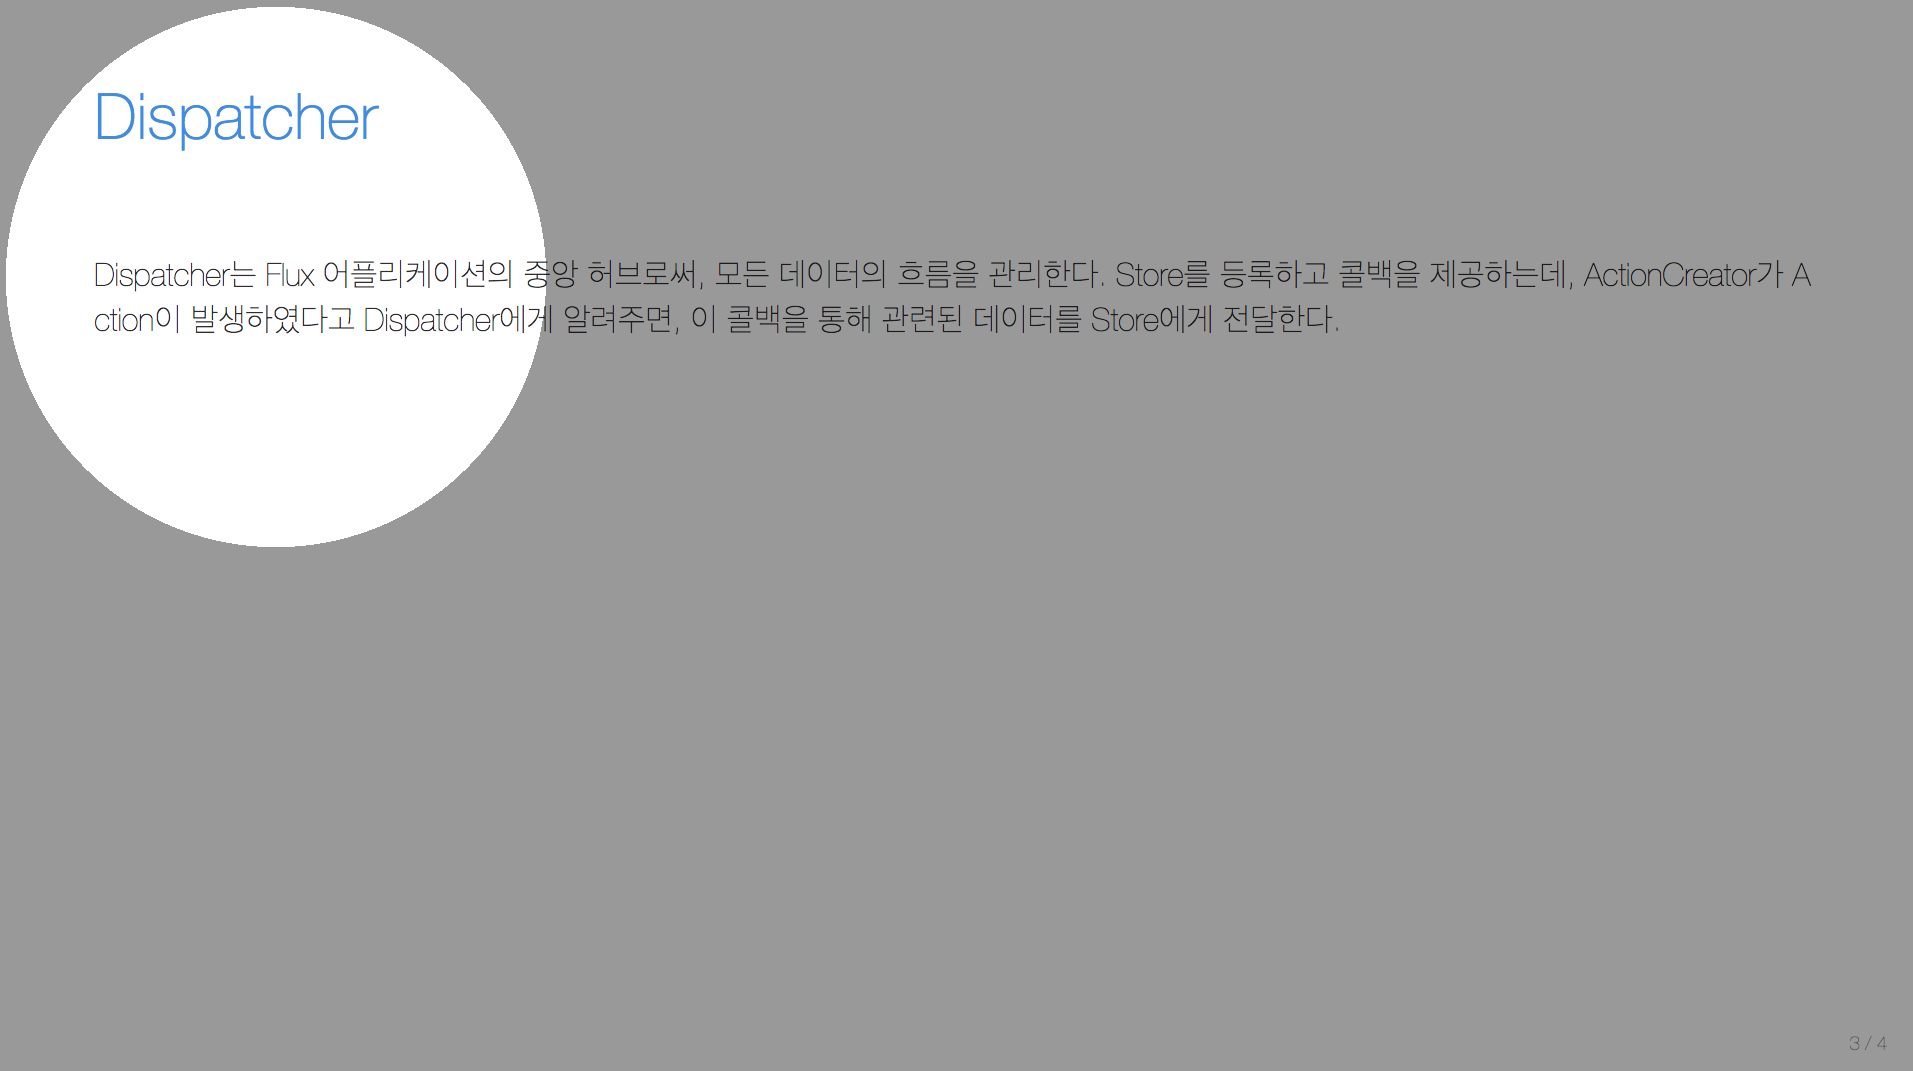 Dispatcher
Dispatcher는 Flux 어플리케이션의 중앙 허브로써, 모든 데이터의 흐름을 관리한다. Store를 등록하고 콜백을 제공하는데, ActionCreator가 A
ction이 발생하였다고 Dispatcher에게 알려주면, 이 콜백을 통해 관련된 데이터를 Store에게 전달한다.
3 / 4